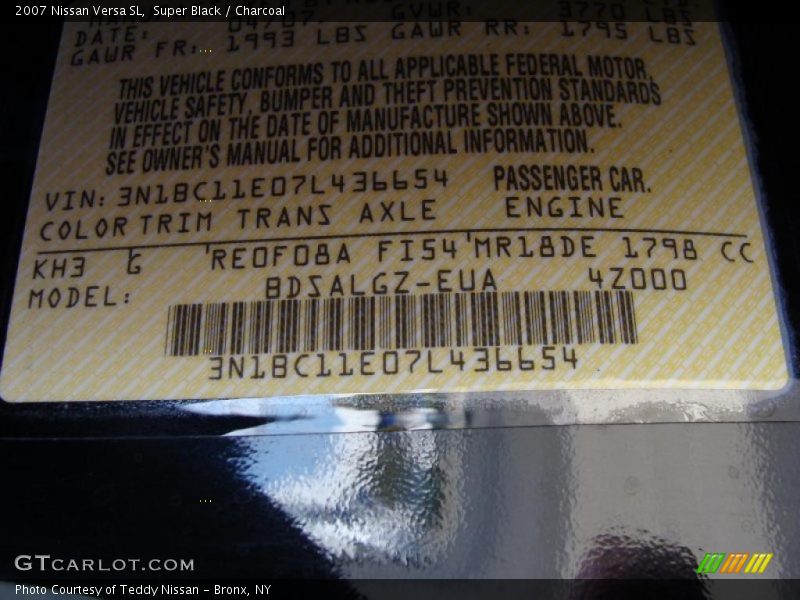 2007 Nissan Versa SL, Super Black / Charcoal
DATE: 04/07 GVWR: 3770 LBS
GAWR FR: 1993 LBS GAWR RR: 1795 LBS
THIS VEHICLE CONFORMS TO ALL APPLICABLE FEDERAL MOTOR
VEHICLE SAFETY, BUMPER AND THEFT PREVENTION STANDARDS
IN EFFECT ON THE DATE OF MANUFACTURE SHOWN ABOVE.
SEE OWNER'S MANUAL FOR ADDITIONAL INFORMATION.
VIN: 3N1BC11E07L436654 PASSENGER CAR.
COLOR TRIM TRANS AXLE ENGINE
KH3 G RE0F08A FI54 MR18DE 1798 CC
MODEL: BDSALGZ-EUA 4Z000
3N1BC11E07L436654
GTCARLOT.COM
Photo Courtesy of Teddy Nissan - Bronx, NY